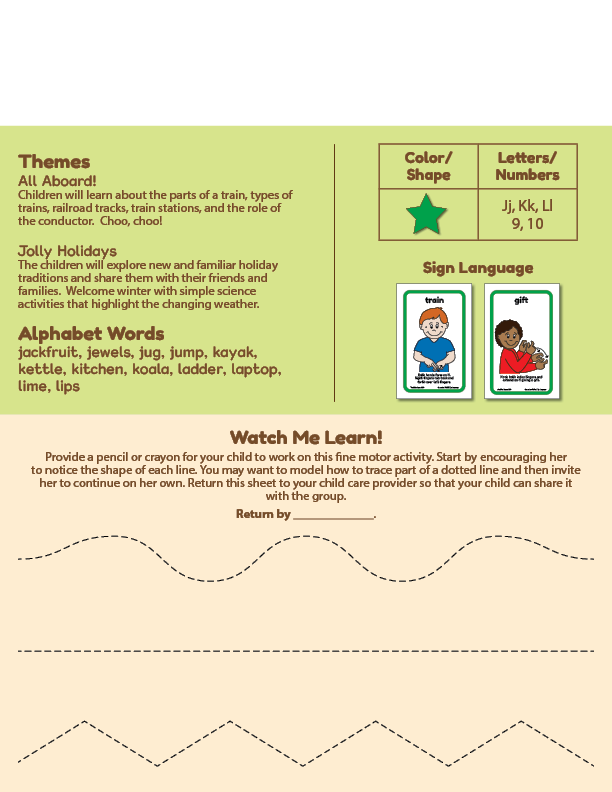 Themes
All Aboard!
Children will learn about the parts of a train, types of
trains, railroad tracks, train stations, and the role of
the conductor.  Choo, choo!
Jolly Holidays
The children will explore new and familiar holiday
traditions and share them with their friends and
families.  Welcome winter with simple science
activities that highlight the changing weather.
Alphabet Words
jackfruit, jewels, jug, jump, kayak,
kettle, kitchen, koala, ladder, laptop,
lime, lips
Color/
Shape
Letters/
Numbers
Jj, Kk, Ll
9, 10
Sign Language
train
gift
Watch Me Learn!
Provide a pencil or crayon for your child to work on this fine motor activity. Start by encouraging her
to notice the shape of each line. You may want to model how to trace part of a dotted line and then invite
her to continue on her own. Return this sheet to your child care provider so that your child can share it
with the group.
Return by _____________.